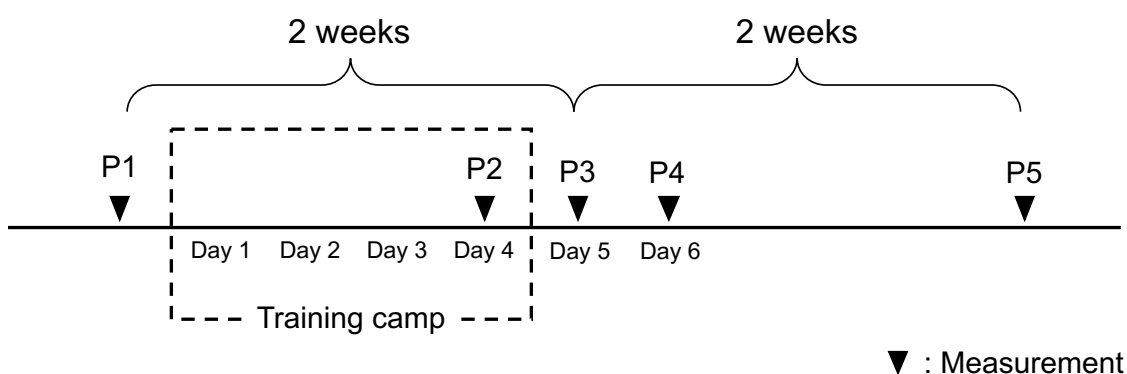 2 weeks 2 weeks
P1 P2 P3 P4 P5
Day 1 Day 2 Day 3 Day 4 Day 5 Day 6
Training camp
▼ : Measurement